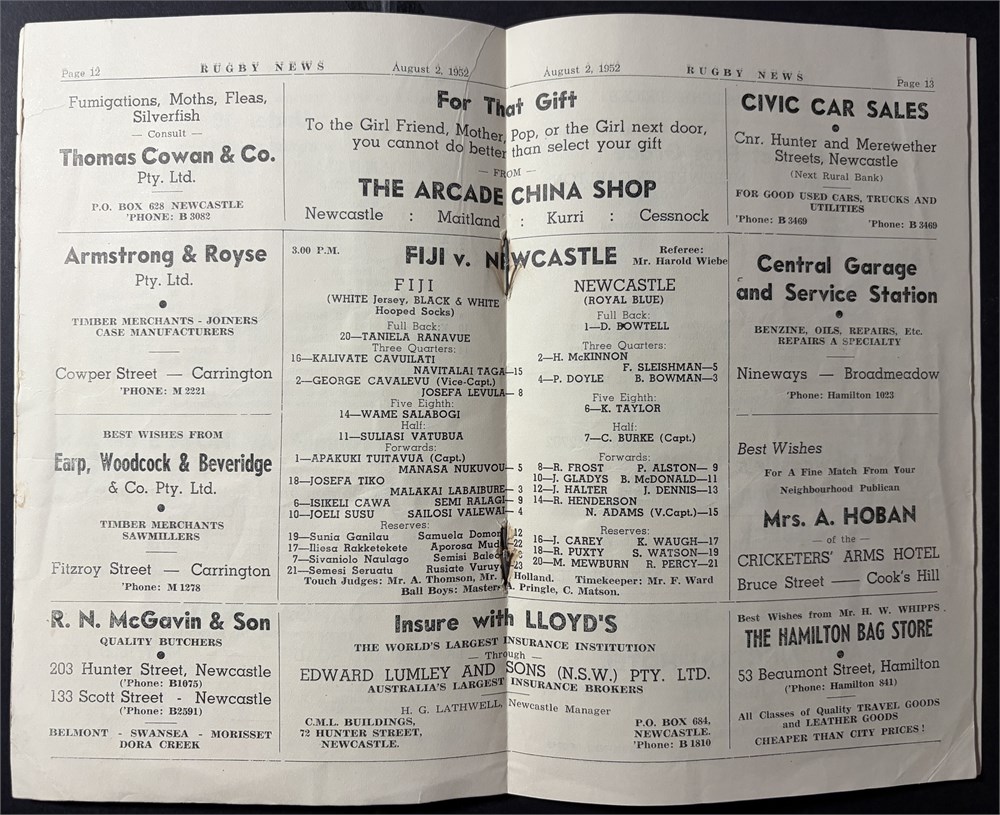 Page 12 RUGBY NEWS August 2, 1952
Fumigations, Moths, Fleas,
Silverfish
— Consult —
Thomas Cowan & Co.
Pty. Ltd.
P.O. BOX 628 NEWCASTLE
'PHONE: B 3082
Armstrong & Royse
Pty. Ltd.
TIMBER MERCHANTS - JOINERS
CASE MANUFACTURERS
Cowper Street — Carrington
'PHONE: M 2221
BEST WISHES FROM
Earp, Woodcock & Beveridge
& Co. Pty. Ltd.
TIMBER MERCHANTS
SAWMILLERS
Fitzroy Street — Carrington
'Phone: M 1278
R. N. McGavin & Son
QUALITY BUTCHERS
203 Hunter Street, Newcastle
('Phone: B1075)
133 Scott Street - Newcastle
('Phone: B2591)
BELMONT - SWANSEA - MORISSET
DORA CREEK
August 2, 1952 RUGBY NEWS Page 13
For That Gift
To the Girl Friend, Mother, Pop, or the Girl next door,
you cannot do better than select your gift
— FROM —
THE ARCADE CHINA SHOP
Newcastle : Maitland : Kurri : Cessnock
3.00 P.M. FIJI v. NEWCASTLE Referee:
Mr. Harold Wiebe
FIJI
(WHITE Jersey, BLACK & WHITE
Hooped Socks)
Full Back:
20—TANIELA RANAVUE
Three Quarters:
16—KALIVATE CAVUILATI
NAVITALAI TAGA—15
2—GEORGE CAVALEVU (Vice-Capt.)
JOSEFA LEVULA— 8
Five Eighth:
14—WAME SALABOGI
Half:
11—SULIASI VATUBUA
Forwards:
1—APAKUKI TUITAVUA (Capt.)
MANASA NUKUVOU— 5
18—JOSEFA TIKO
MALAKAI LABAIBURE— 3
6—ISIKELI CAWA SEMI RALAGI— 9
10—JOELI SUSU SAILOSI VALEWAI— 4
Reserves:
19—Sunia Ganilau Samuela Domon 12
17—Iliesa Rakketekete Aporosa Mud 22
7—Sivaniolo Naulago Semisi Bale
21—Semesi Seruatu Rusiate Vuruy 23
NEWCASTLE
(ROYAL BLUE)
Full Back:
1—D. BOWTELL
Three Quarters:
2—H. McKINNON
F. SLEISHMAN—5
4—P. DOYLE B. BOWMAN—3
Five Eighth:
6—K. TAYLOR
Half:
7—C. BURKE (Capt.)
Forwards:
8—R. FROST P. ALSTON— 9
10—J. GLADYS B. McDONALD—11
12—J. HALTER J. DENNIS—13
14—R. HENDERSON
N. ADAMS (V.Capt.)—15
Reserves:
16—J. CAREY K. WAUGH—17
18—R. PUXTY S. WATSON—19
20—M. MEWBURN R. PERCY—21
Touch Judges: Mr. A. Thomson, Mr. Holland. Timekeeper: Mr. F. Ward
Ball Boys: Master A. Pringle, C. Matson.
Insure with LLOYD'S
THE WORLD'S LARGEST INSURANCE INSTITUTION
— Through —
EDWARD LUMLEY AND SONS (N.S.W.) PTY. LTD.
AUSTRALIA'S LARGEST INSURANCE BROKERS
H. G. LATHWELL, Newcastle Manager
C.M.L. BUILDINGS,
72 HUNTER STREET,
NEWCASTLE.
P.O. BOX 684,
NEWCASTLE.
'Phone: B 1810
CIVIC CAR SALES
Cnr. Hunter and Merewether
Streets, Newcastle
(Next Rural Bank)
FOR GOOD USED CARS, TRUCKS AND
UTILITIES
'Phone: B 3469 'Phone: B 3469
Central Garage
and Service Station
BENZINE, OILS, REPAIRS, Etc.
REPAIRS A SPECIALTY
Nineways — Broadmeadow
'Phone: Hamilton 1023
Best Wishes
For A Fine Match From Your
Neighbourhood Publican
Mrs. A. HOBAN
— of the —
CRICKETERS' ARMS HOTEL
Bruce Street — Cook's Hill
Best Wishes from Mr. H. W. WHIPPS.
THE HAMILTON BAG STORE
53 Beaumont Street, Hamilton
('Phone: Hamilton 841)
All Classes of Quality TRAVEL GOODS
and LEATHER GOODS
CHEAPER THAN CITY PRICES!